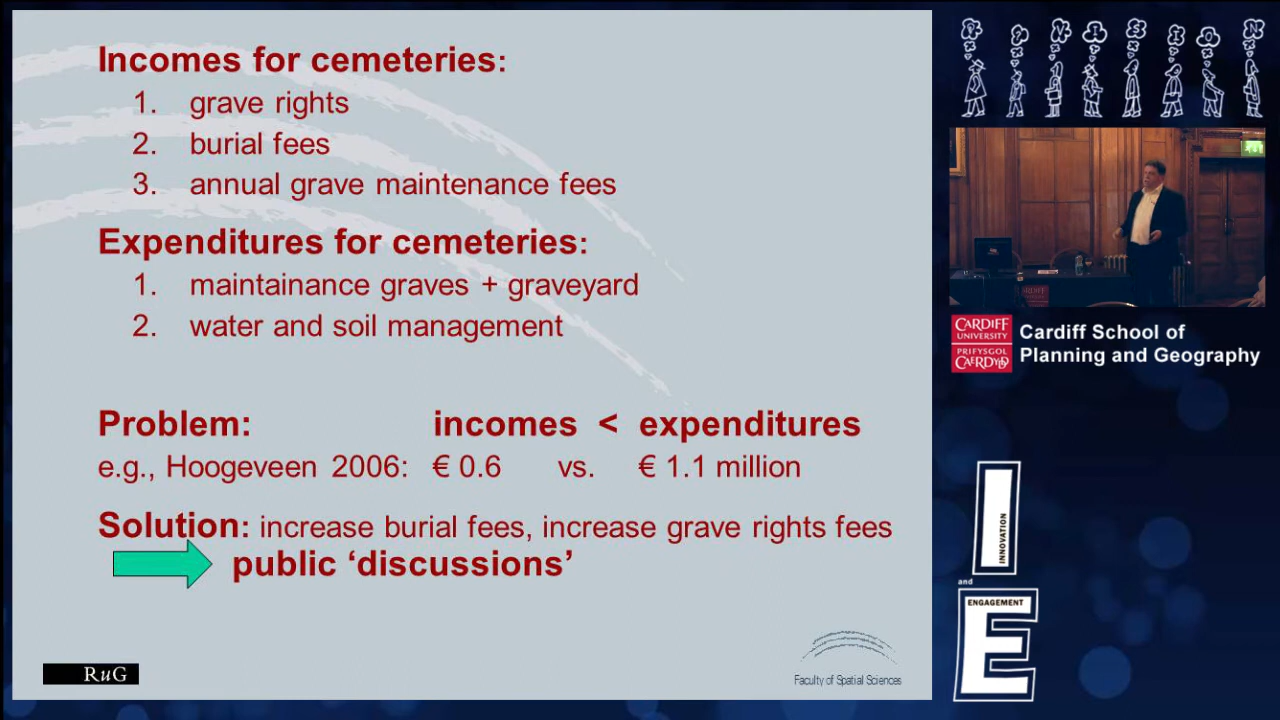 Incomes for cemeteries:
1. grave rights
2. burial fees
3. annual grave maintenance fees
Expenditures for cemeteries:
1. maintainance graves + graveyard
2. water and soil management
Problem: incomes < expenditures
e.g., Hoogeveen 2006: € 0.6 vs. € 1.1 million
Solution: increase burial fees, increase grave rights fees
public ‘discussions’
RuG
Faculty of Spatial Sciences
CARDIFF
UNIVERSITY
PRIFYSGOL
CAERDYDD
Cardiff School of
Planning and Geography
I
INNOVATION
and
ENGAGEMENT
E